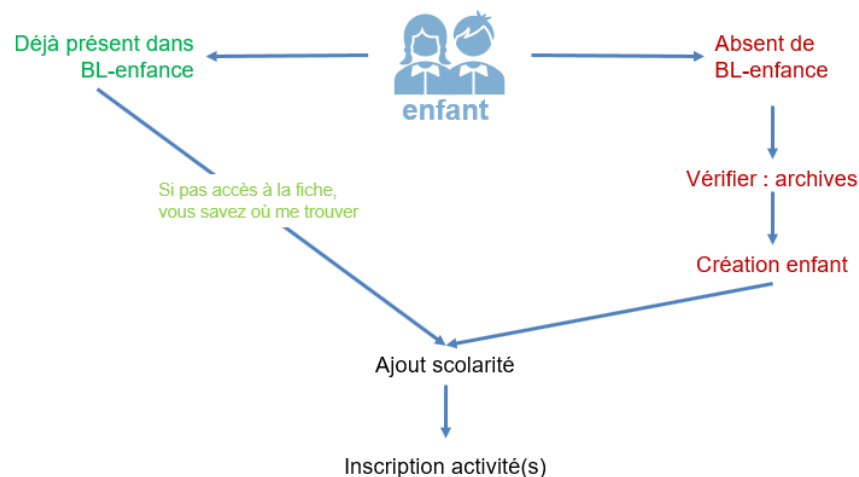 Déjà présent dans
BL-enfance
enfant
Absent de
BL-enfance
Si pas accès à la fiche,
vous savez où me trouver
Vérifier : archives
Création enfant
Ajout scolarité
Inscription activité(s)